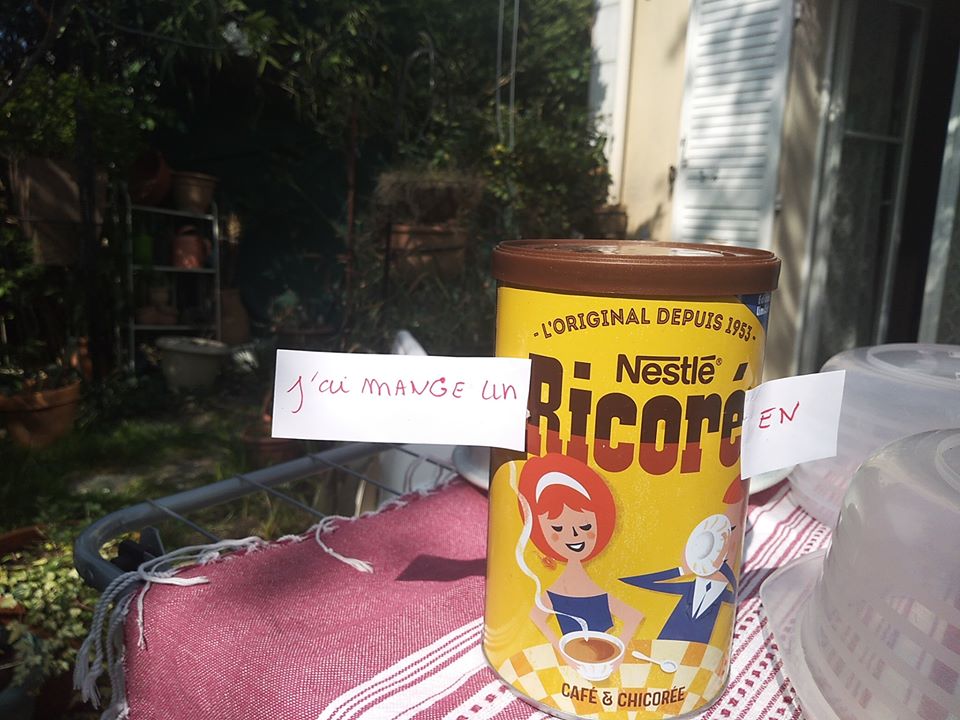 - L'ORIGINAL DEPUIS 1953 -
Nestlé®
J'ai MANGE un Ricoré EN
CAFÉ & CHICORÉE